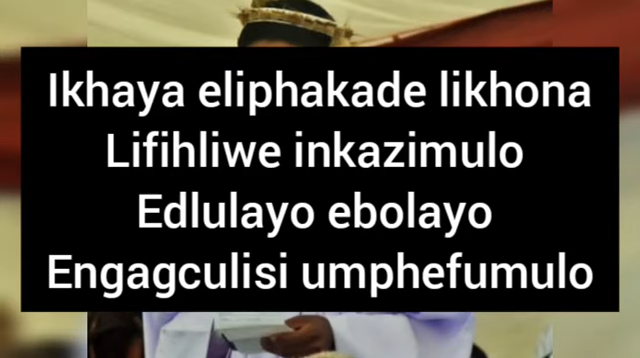 Ikhaya eliphakade likhona
Lifihliwe inkazimulo
Edlulayo ebolayo
Engagculisi umphefumulo